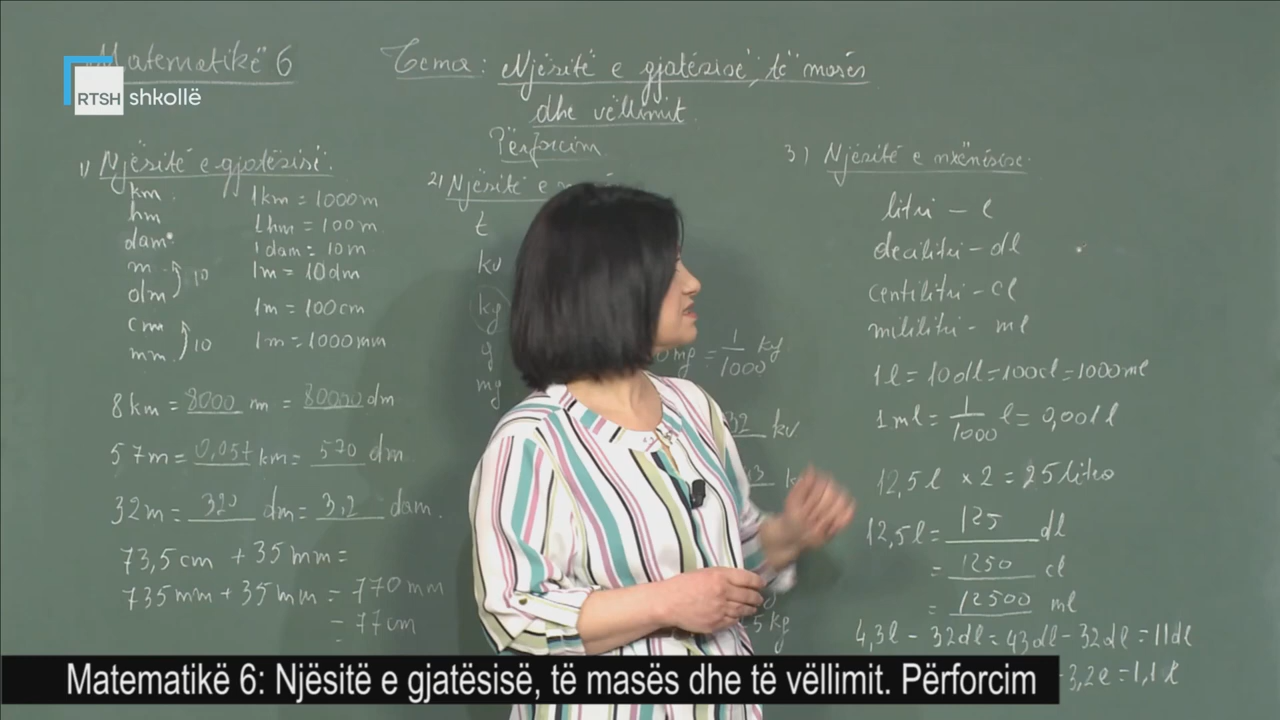 Matematikë 6
Tema: Njësitë e gjatësisë, të masës
dhe vëllimit.
Përforcim
RTSH shkollë
1) Njësitë e gjatësisë.
km
hm
dam
m
dm
cm
mm
10
10
1km = 1000m
1hm = 100m
1dam = 10m
1m = 10dm
1m = 100cm
1m = 1000mm
8km = 8000 m = 80000 dm
57m = 0,057 km = 570 dm
32m = 320 dm = 3,2 dam.
73,5cm + 35mm =
735mm + 35mm = 770mm
= 77cm
2) Njësitë e
t
kv
kg
g
mg
mg = 1/1000 kg
32 kv
5kg
3) Njësitë e nxënësisë.
litri - l
decilitri - dl
centilitri - cl
mililitri - ml
1l = 10dl = 100cl = 1000ml
1ml = 1/1000 l = 0,001l
12,5l x 2 = 25 litra
12,5l = 125 dl
= 1250 cl
= 12500 ml
4,3l - 32dl = 43dl - 32dl = 11dl
- 3,2l = 1,1l
Matematikë 6: Njësitë e gjatësisë, të masës dhe të vëllimit. Përforcim